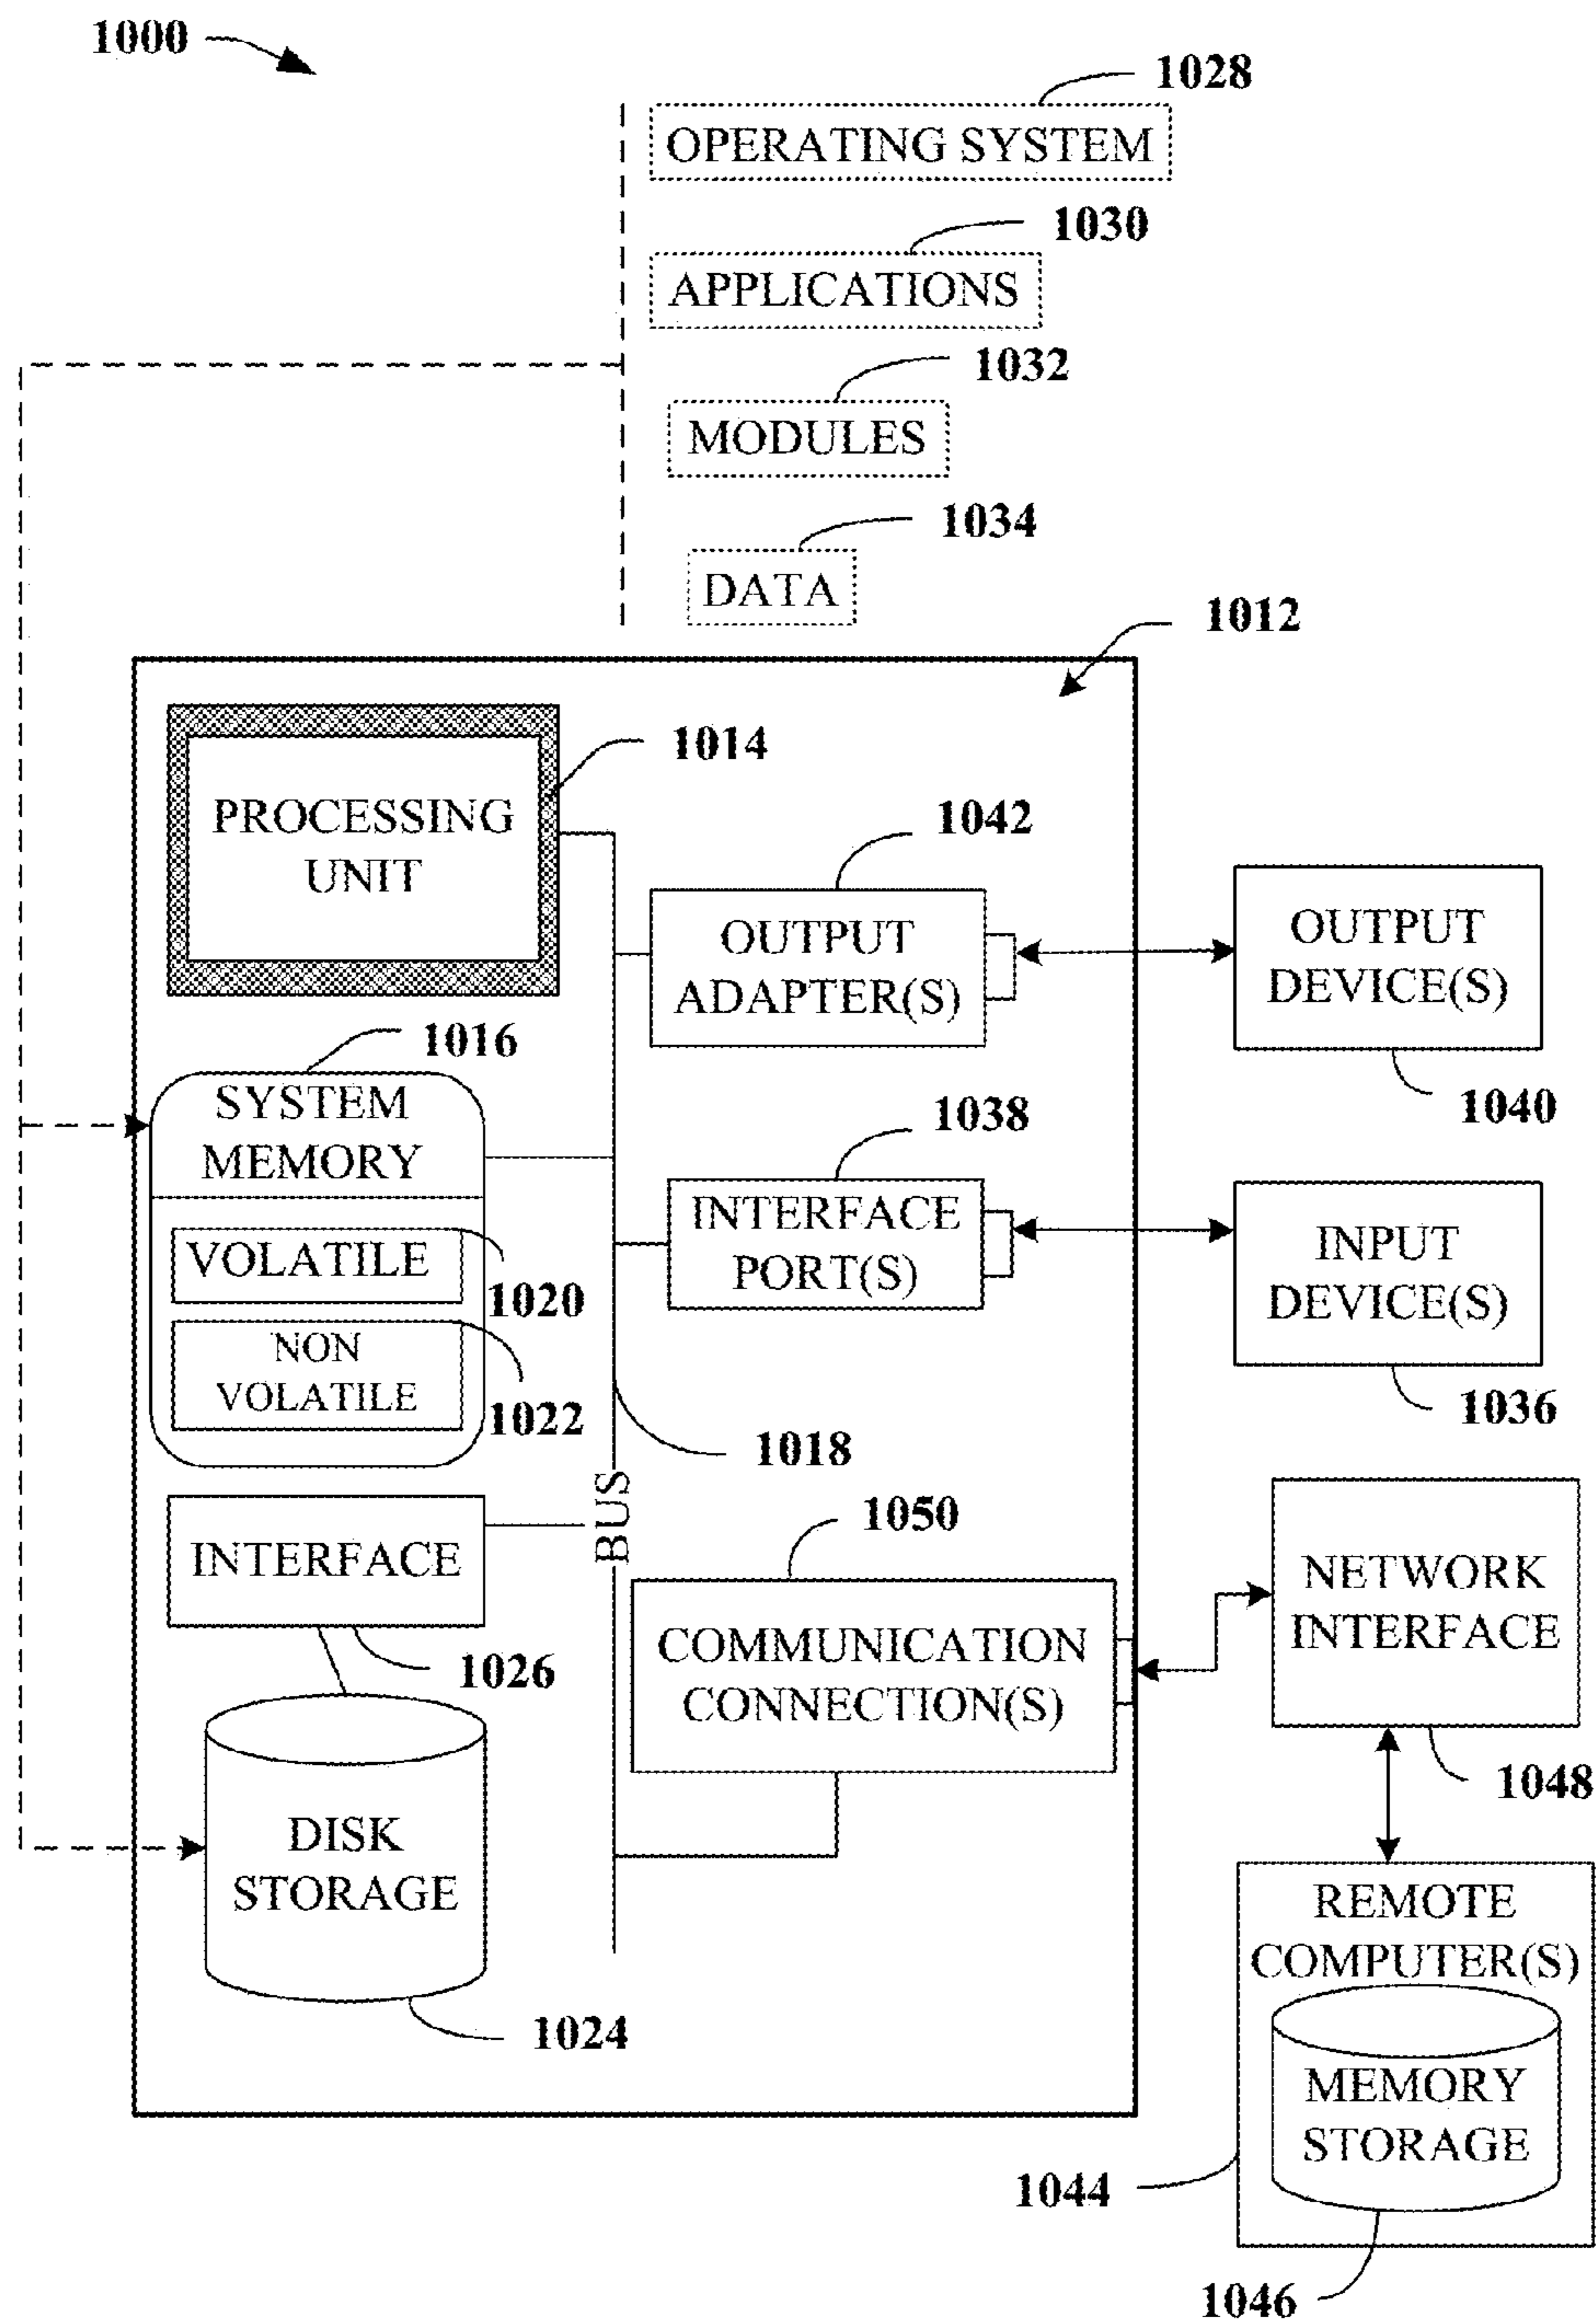 1000
1028
OPERATING SYSTEM
1030
APPLICATIONS
1032
MODULES
1034
DATA
1012
PROCESSING
UNIT
1014
1042
OUTPUT
ADAPTER(S)
OUTPUT
DEVICE(S)
1040
1016
SYSTEM
MEMORY
VOLATILE
1020
NON
VOLATILE
1022
1038
INTERFACE
PORT(S)
INPUT
DEVICE(S)
1036
1018
BUS
INTERFACE
1026
1050
COMMUNICATION
CONNECTION(S)
NETWORK
INTERFACE
1048
DISK
STORAGE
1024
REMOTE
COMPUTER(S)
MEMORY
STORAGE
1044
1046